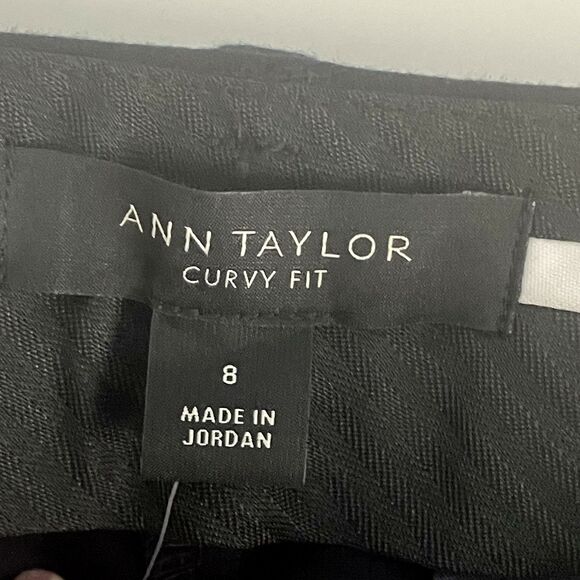 ANN TAYLOR
CURVY FIT
8
MADE IN
JORDAN